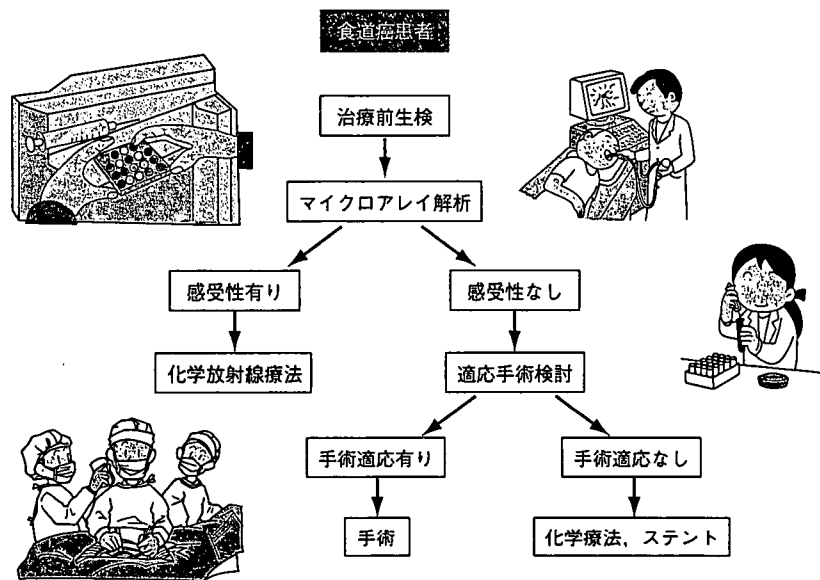 食道癌患者
治療前生検
マイクロアレイ解析
感受性有り
感受性なし
化学放射線療法
適応手術検討
手術適応有り
手術適応なし
手術
化学療法，ステント